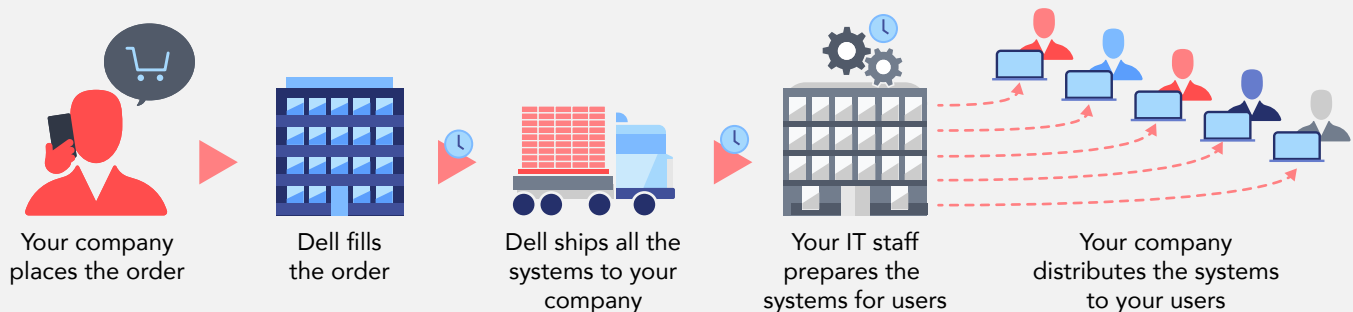 Your company
places the order
Dell fills
the order
Dell ships all the
systems to your
company
Your IT staff
prepares the
systems for users
Your company
distributes the systems
to your users